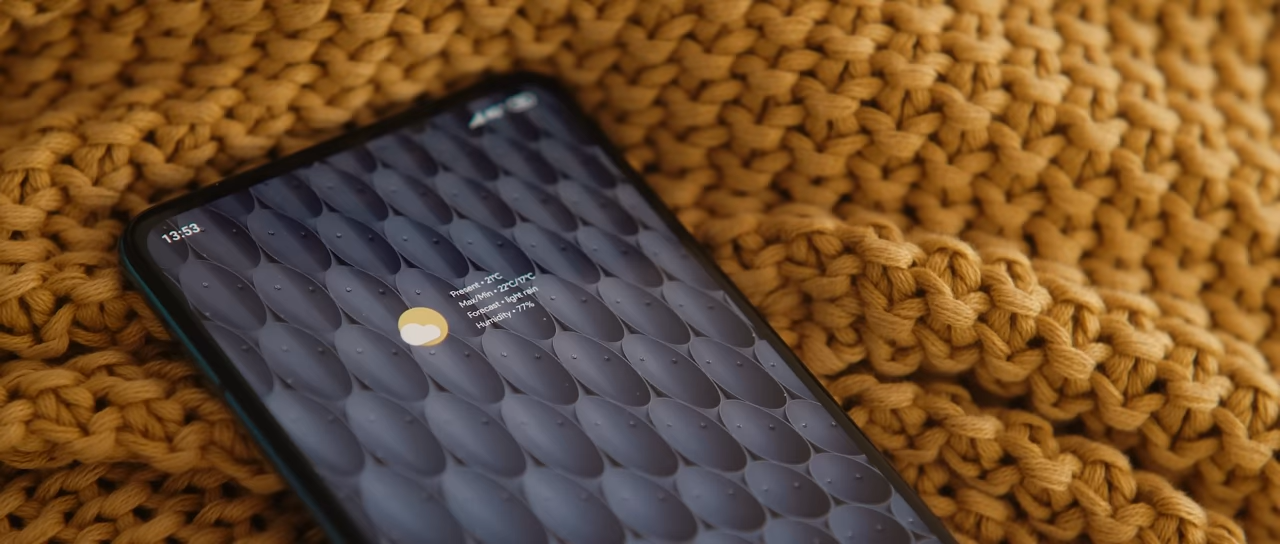 13:53
Present • 21°C
Max/Min • 22°C/17°C
Forecast • light rain
Humidity • 77%